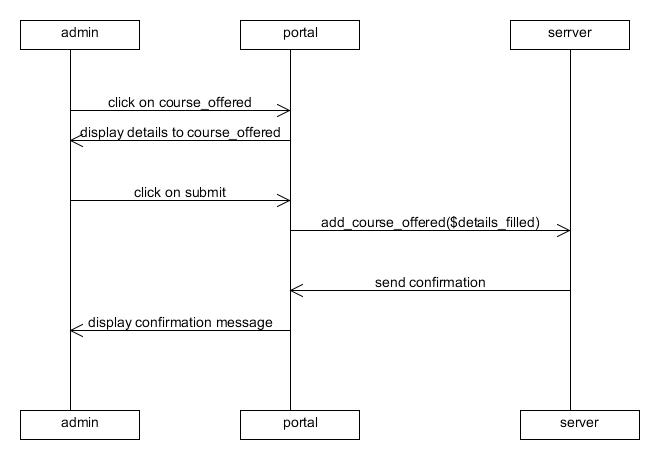 admin
portal
serrver
click on course_offered
display details to course_offered
click on submit
add_course_offered($details_filled)
send confirmation
display confirmation message
admin
portal
server